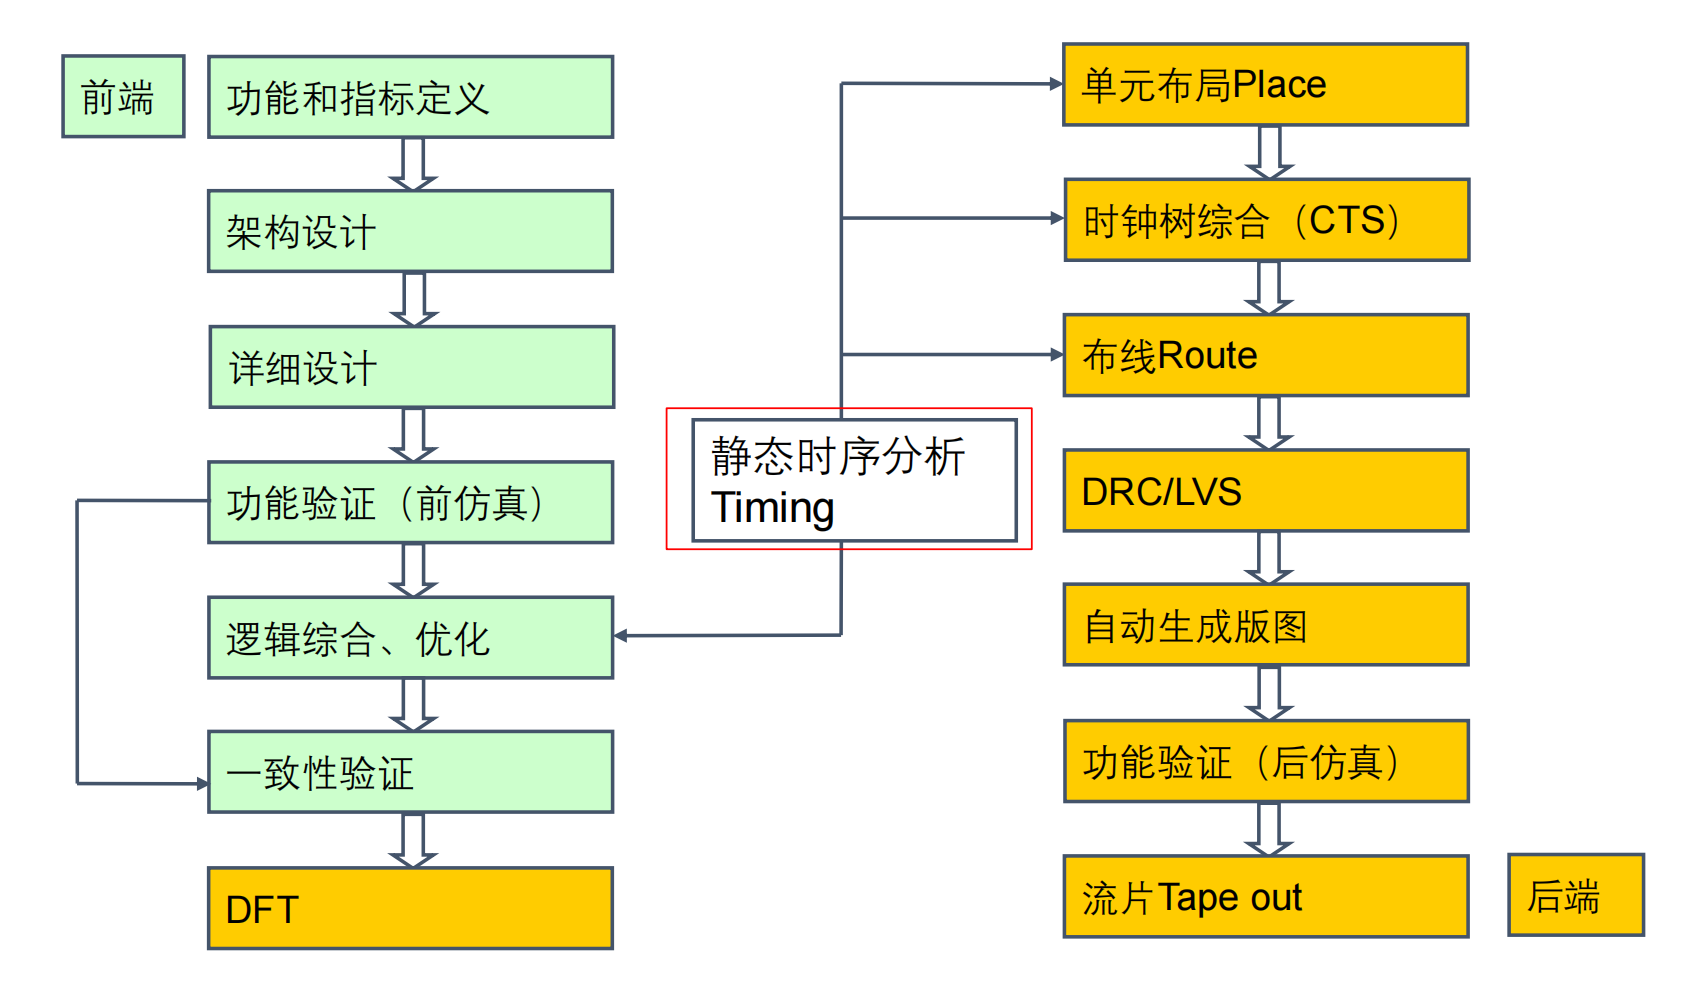 前端
功能和指标定义
架构设计
详细设计
功能验证（前仿真）
逻辑综合、优化
一致性验证
DFT
静态时序分析
Timing
单元布局Place
时钟树综合（CTS）
布线Route
DRC/LVS
自动生成版图
功能验证（后仿真）
流片Tape out
后端